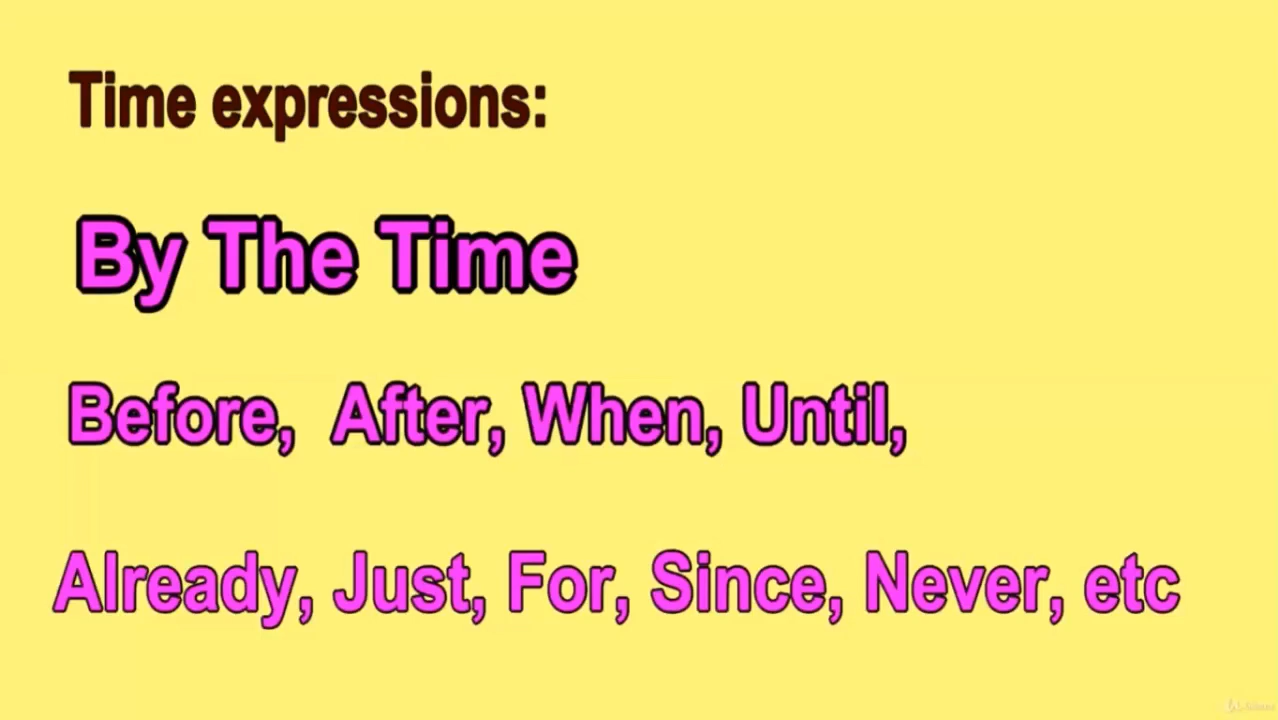 Time expressions:
By The Time
Before, After, When, Until,
Already, Just, For, Since, Never, etc